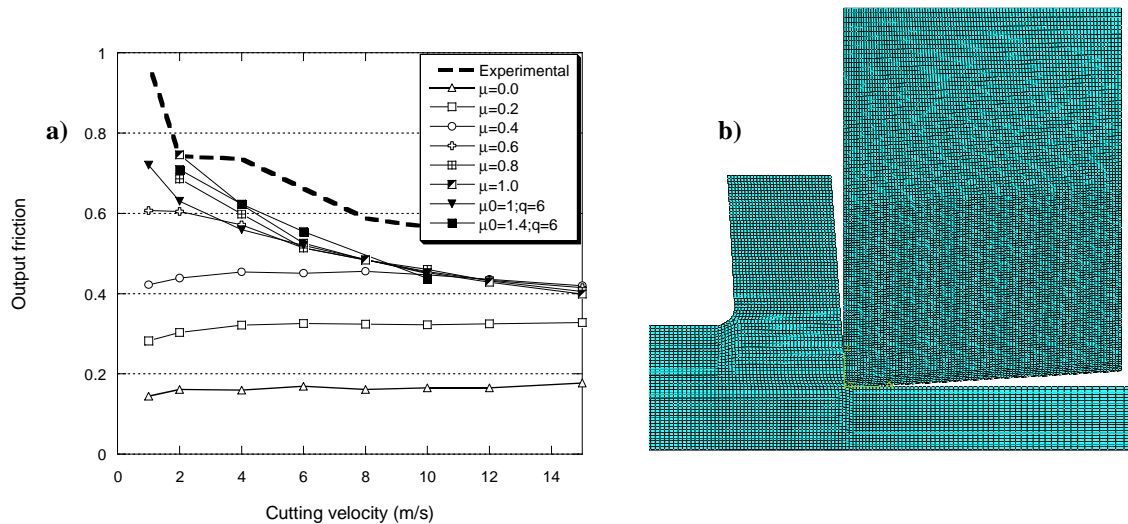 a)
b)
Output friction
1
0.8
0.6
0.4
0.2
0
0 2 4 6 8 10 12 14
Cutting velocity (m/s)
Experimental
μ=0.0
μ=0.2
μ=0.4
μ=0.6
μ=0.8
μ=1.0
μ0=1;q=6
μ0=1.4;q=6